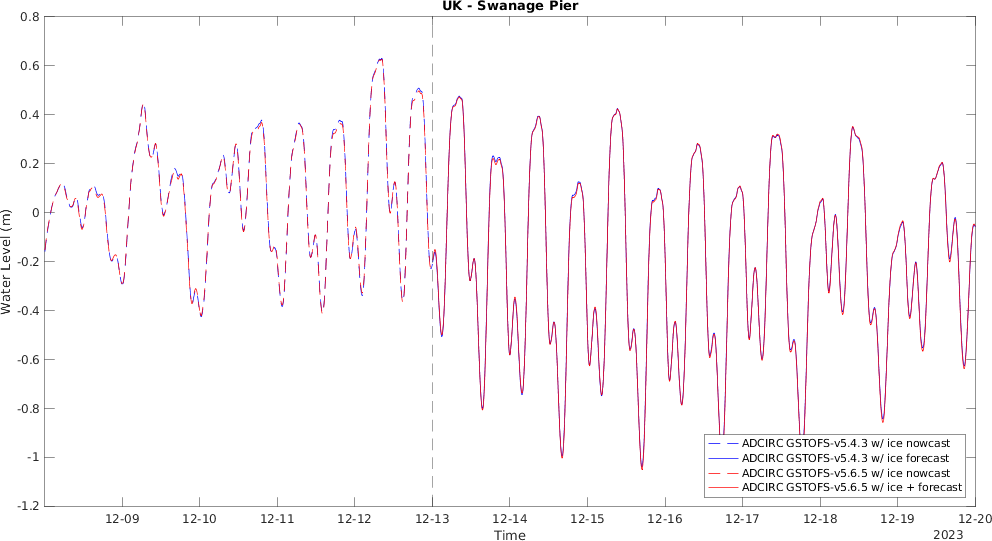 UK - Swanage Pier
0.8
0.6
0.4
0.2
0
-0.2
-0.4
-0.6
-0.8
-1
-1.2
Water Level (m)
ADCIRC GSTOFS-v5.4.3 w/ ice nowcast
ADCIRC GSTOFS-v5.4.3 w/ ice forecast
ADCIRC GSTOFS-v5.6.5 w/ ice nowcast
ADCIRC GSTOFS-v5.6.5 w/ ice + forecast
12-09 12-10 12-11 12-12 12-13 12-14 12-15 12-16 12-17 12-18 12-19 12-20
Time
2023